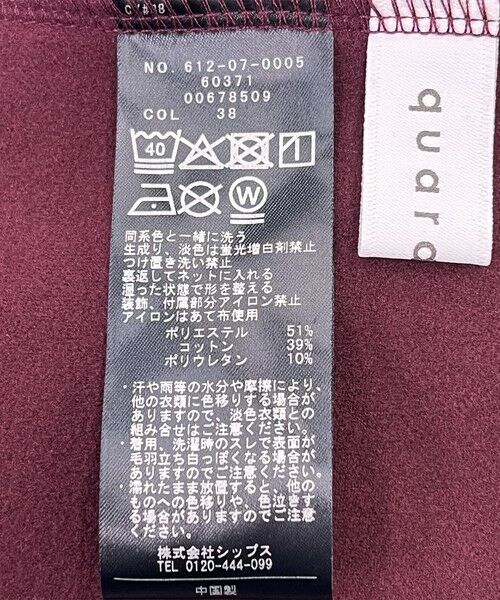 NO. 612-07-0005
60371
00678509
COL 38
40
W
同系色と一緒に洗う
生成り、淡色は蛍光増白剤禁止
つけ置き洗い禁止
裏返してネットに入れる
湿った状態で形を整える
装飾、付属部分アイロン禁止
アイロンはあて布使用
ポリエステル 51%
コットン 39%
ポリウレタン 10%
・汗や雨等の水分や摩擦により、
他の衣類に色移りする場合が
ありますので、淡色衣類との
組み合せはご注意ください。
・着用、洗濯時のスレで表面が
毛羽立ち白っぽくなる場合が
ありますのでご注意ください。
・濡れたまま放置すると、他の
ものへの色移りや、色泣きす
る場合がありますのでご注意
ください。
株式会社シップス
TEL 0120-444-099
中国製
quaro